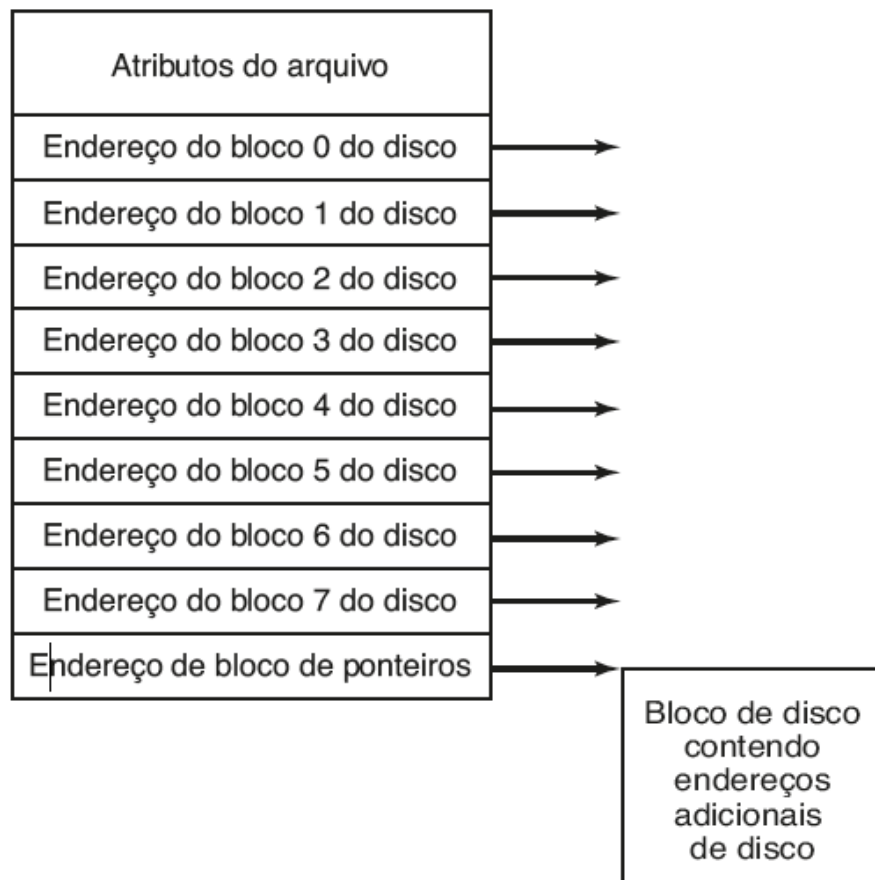 Atributos do arquivo
Endereço do bloco 0 do disco
Endereço do bloco 1 do disco
Endereço do bloco 2 do disco
Endereço do bloco 3 do disco
Endereço do bloco 4 do disco
Endereço do bloco 5 do disco
Endereço do bloco 6 do disco
Endereço do bloco 7 do disco
Endereço de bloco de ponteiros
Bloco de disco
contendo
endereços
adicionais
de disco